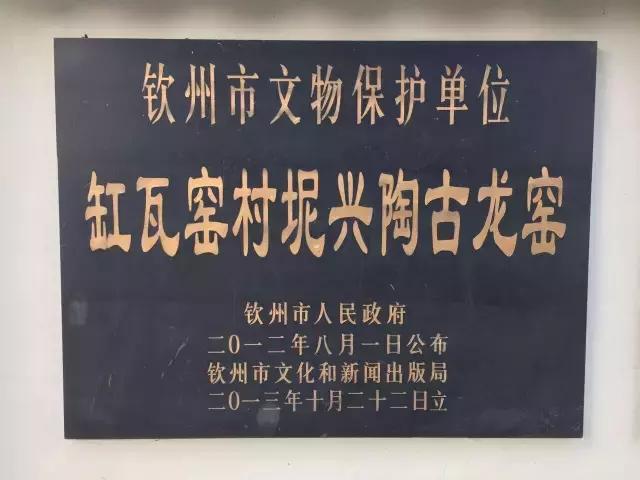 钦州市文物保护单位
缸瓦窑村坭兴陶古龙窑
钦州市人民政府
二〇一二年八月一日公布
钦州市文化和新闻出版局
二〇一三年十月二十二日立